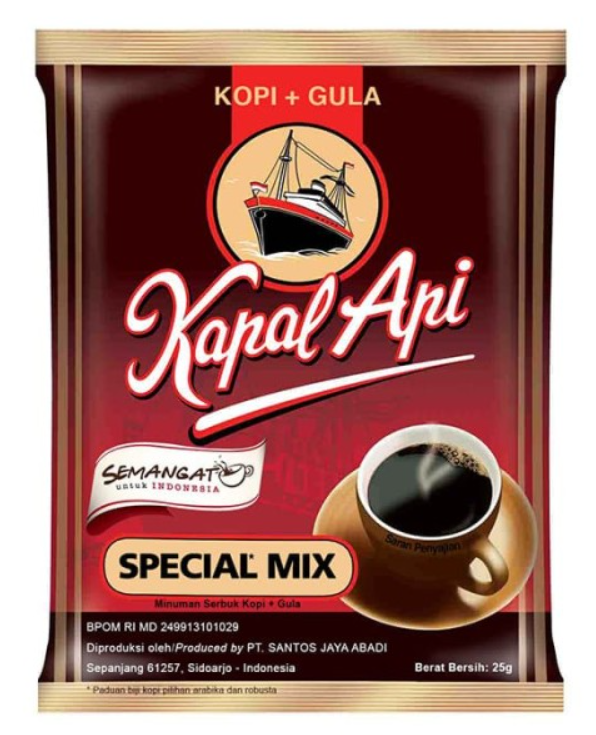 KOPI + GULA
Kapal Api
SEMANGAT
untuk INDONESIA
Saran Penyajian
SPECIAL* MIX
Minuman Serbuk Kopi + Gula
BPOM RI MD 249913101029
Diproduksi oleh/Produced by PT. SANTOS JAYA ABADI
Sepanjang 61257, Sidoarjo - Indonesia
Berat Bersih: 25g
* Paduan biji kopi pilihan arabika dan robusta